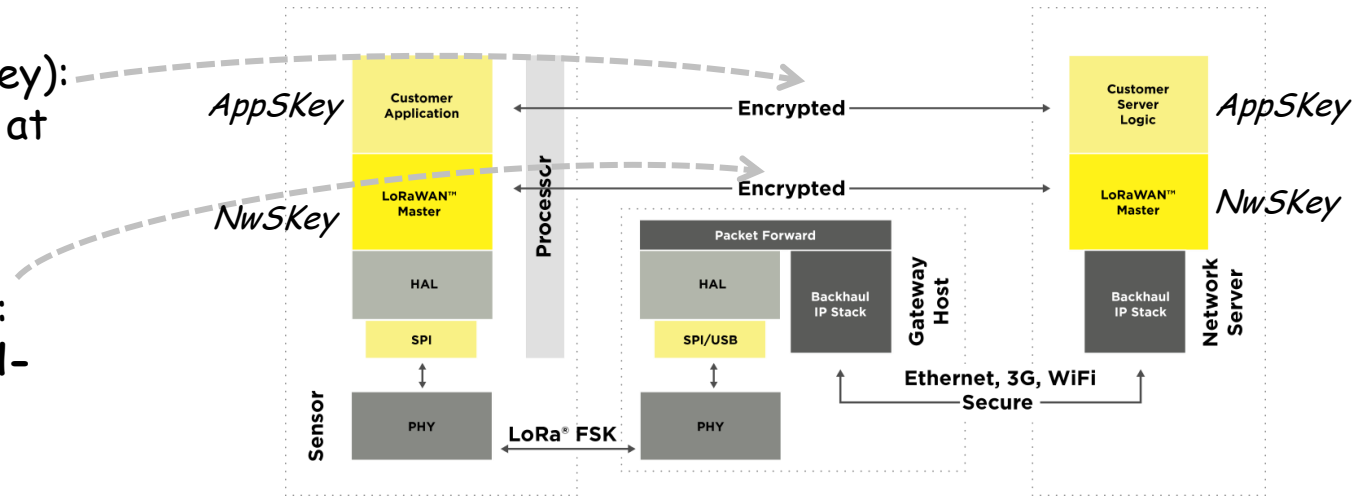 ey):
at
:
l-
AppSKey
NwSKey
Customer
Application
LoRaWAN™
Master
HAL
SPI
PHY
Sensor
Processor
Encrypted
Encrypted
LoRa® FSK
Packet Forward
HAL
SPI/USB
PHY
Backhaul
IP Stack
Gateway
Host
Ethernet, 3G, WiFi
Secure
Customer
Server
Logic
LoRaWAN™
Master
Backhaul
IP Stack
Network
Server
AppSKey
NwSKey